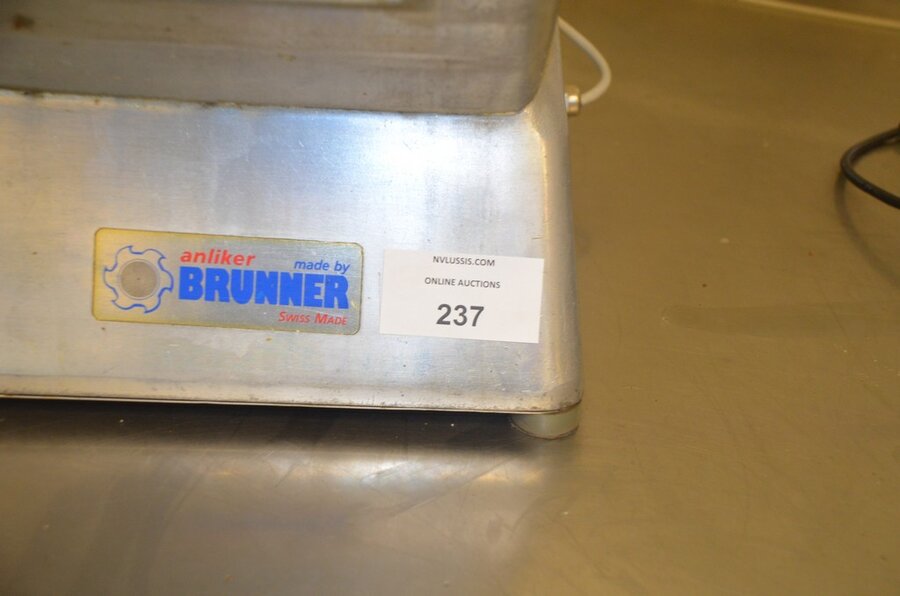 anliker
made by
BRUNNER
SWISS MADE
NVLUSSIS.COM
ONLINE AUCTIONS
237